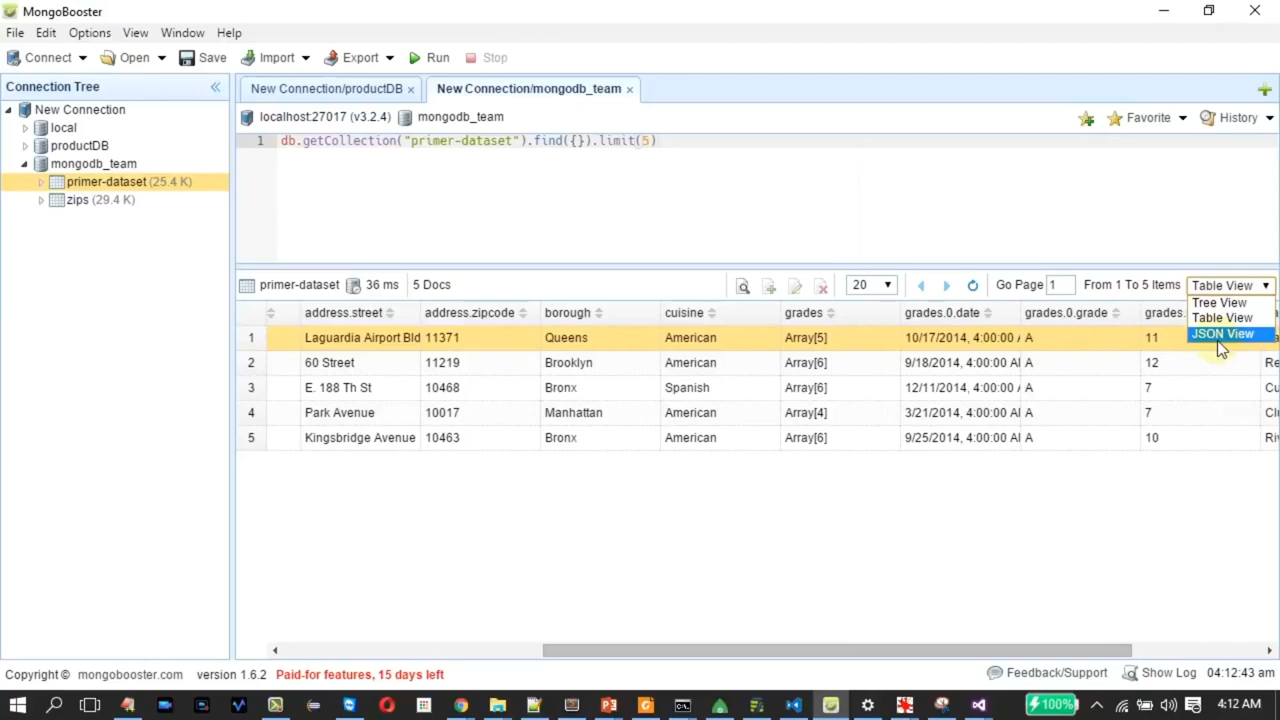 MongoBooster
File Edit Options View Window Help
Connect Open Save Import Export Run Stop
Connection Tree
New Connection
local
productDB
mongodb_team
primer-dataset (25.4 K)
zips (29.4 K)
New Connection/productDB × New Connection/mongodb_team ×
localhost:27017 (v3.2.4) mongodb_team Favorite History
1 db.getCollection("primer-dataset").find({}).limit(5)
primer-dataset 36 ms 5 Docs 20 Go Page 1 From 1 To 5 Items Table View
Tree View
Table View
JSON View
address.street address.zipcode borough cuisine grades grades.0.date grades.0.grade grades.
1 Laguardia Airport Bld 11371 Queens American Array[5] 10/17/2014, 4:00:00 A 11
2 60 Street 11219 Brooklyn American Array[6] 9/18/2014, 4:00:00 A 12 Re
3 E. 188 Th St 10468 Bronx Spanish Array[6] 12/11/2014, 4:00:00 A 7 Cu
4 Park Avenue 10017 Manhattan American Array[4] 3/21/2014, 4:00:00 A 7
5 Kingsbridge Avenue 10463 Bronx American Array[6] 9/25/2014, 4:00:00 A 10
Copyright © mongobooster.com version 1.6.2 Paid-for features, 15 days left Feedback/Support Show Log 04:12:43 am
100% 4:12 AM